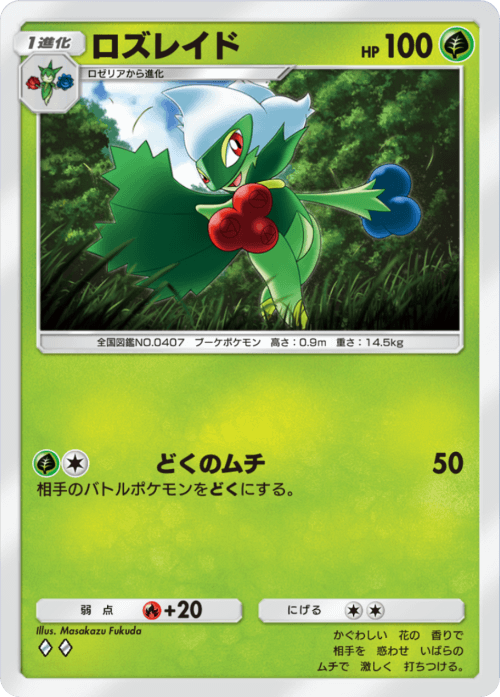 1進化 ロズレイド HP 100
ロゼリアから進化
全国図鑑NO.0407 ブーケポケモン 高さ:0.9m 重さ:14.5kg
どくのムチ 50
相手のバトルポケモンをどくにする。
弱点 +20 にげる
Illus. Masakazu Fukuda
かぐわしい 花の 香りで
相手を 惑わせ いばらの
ムチで 激しく 打ちつける。